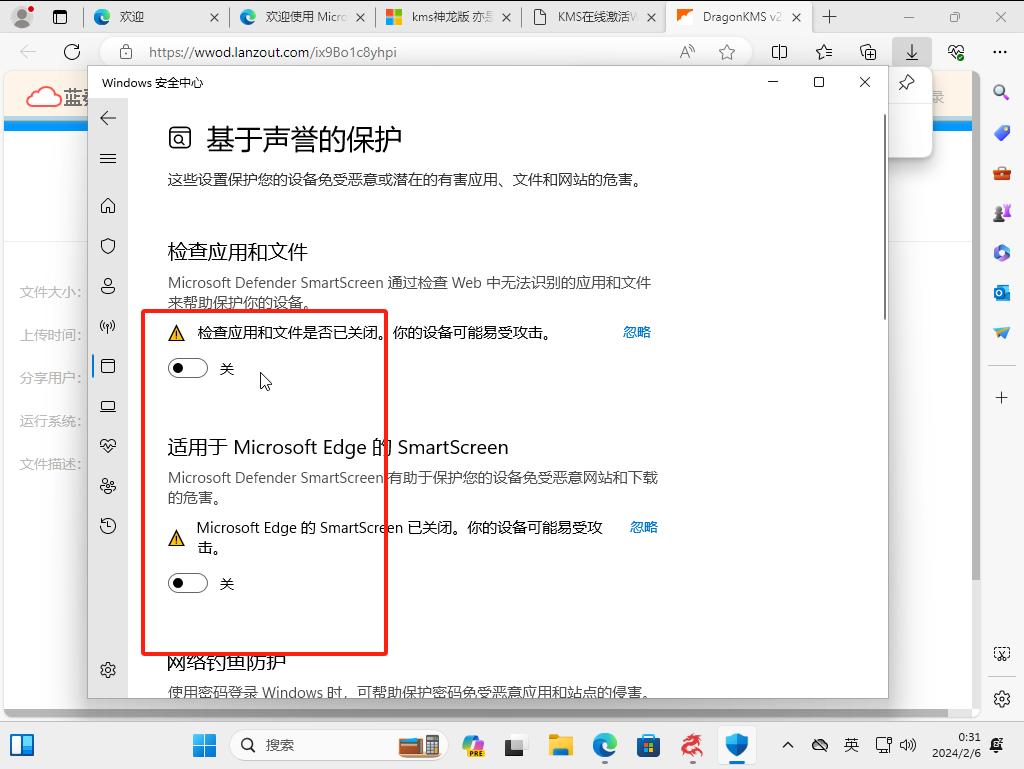 欢迎
欢迎使用 Micro
kms神龙版 亦是
KMS在线激活W
DragonKMS v2
https://wwod.lanzout.com/ix9Bo1c8yhpi
Windows 安全中心
基于声誉的保护
这些设置保护您的设备免受恶意或潜在的有害应用、文件和网站的危害。
检查应用和文件
Microsoft Defender SmartScreen 通过检查 Web 中无法识别的应用和文件
来帮助保护你的设备。
检查应用和文件是否已关闭。你的设备可能易受攻击。
忽略
关
适用于 Microsoft Edge 的 SmartScreen
Microsoft Defender SmartScreen 有助于保护您的设备免受恶意网站和下载
的危害。
Microsoft Edge 的 SmartScreen 已关闭。你的设备可能易受攻
击。
忽略
关
网络钓鱼防护
使用密码登录 Windows 时，可帮助保护密码免受恶意应用和站点的侵害。
蓝
录
文件大小：
上传时间：
分享用户：
运行系统：
文件描述：
搜索
PRE
英
0:31
2024/2/6